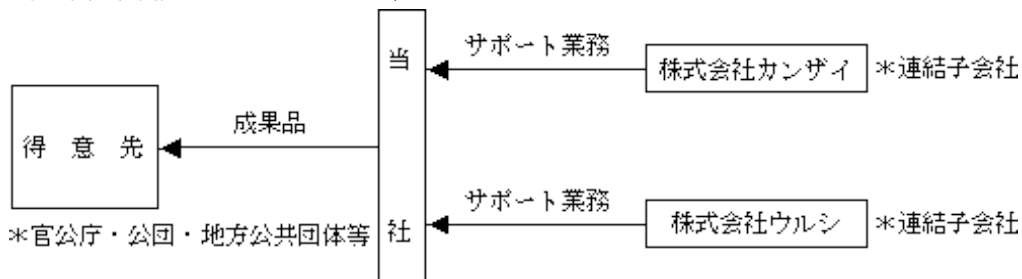 サポート業務
当
株式会社カンザイ
＊連結子会社
成果品
得 意 先
サポート業務
＊官公庁・公団・地方公共団体等
社
株式会社ウルシ
＊連結子会社